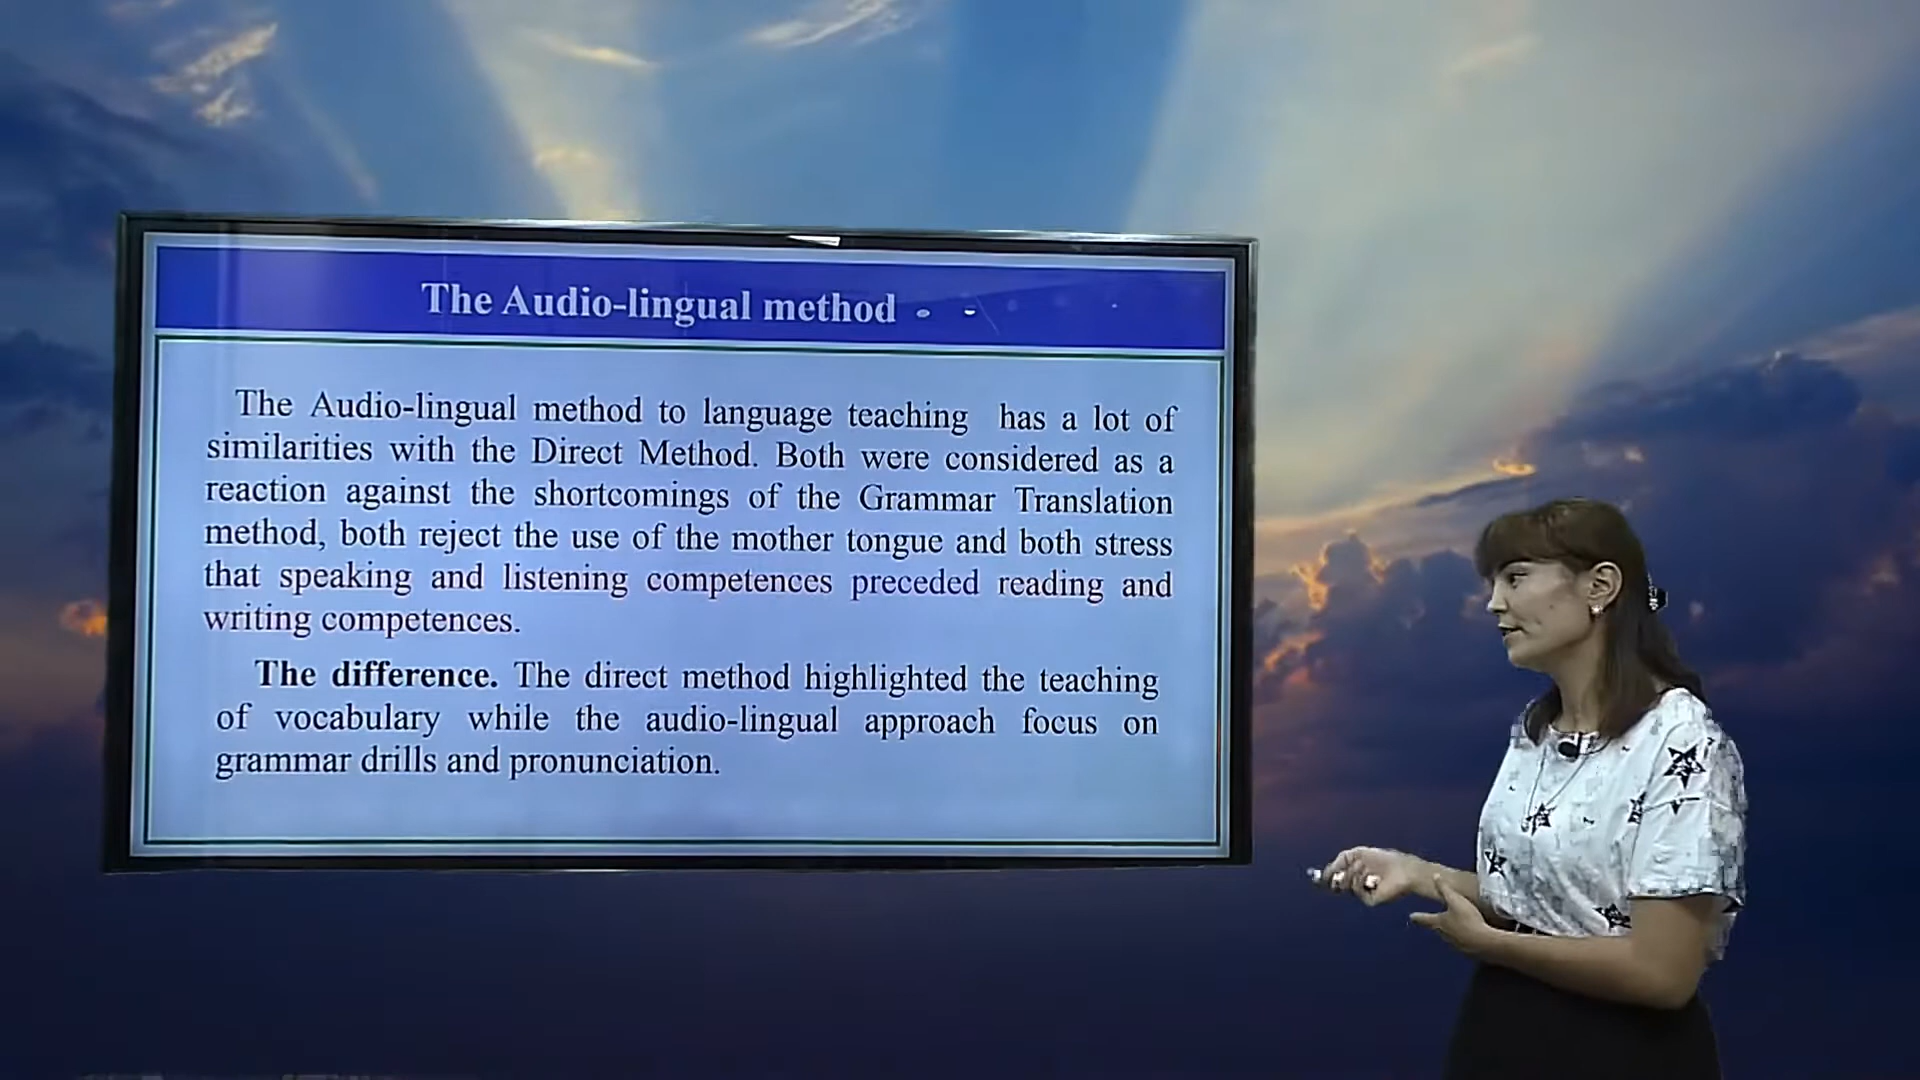 The Audio-lingual method
The Audio-lingual method to language teaching has a lot of
similarities with the Direct Method. Both were considered as a
reaction against the shortcomings of the Grammar Translation
method, both reject the use of the mother tongue and both stress
that speaking and listening competences preceded reading and
writing competences.
The difference. The direct method highlighted the teaching
of vocabulary while the audio-lingual approach focus on
grammar drills and pronunciation.